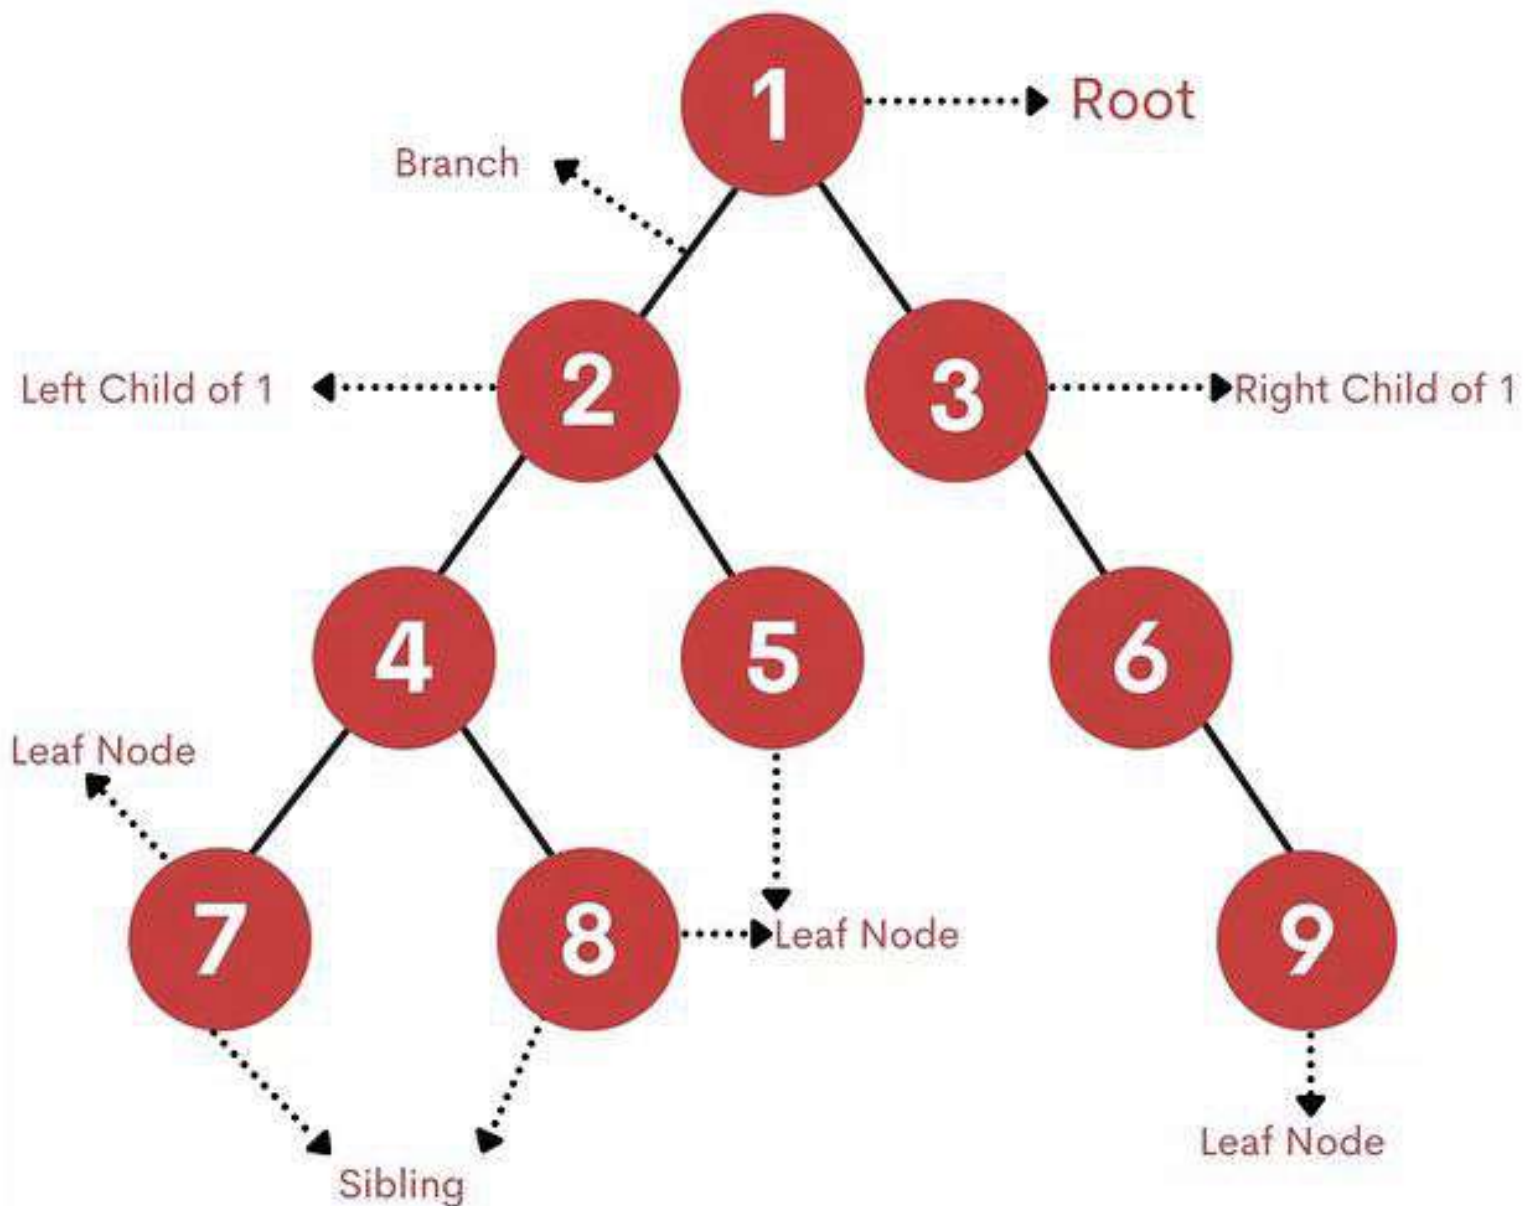 1
Root
Branch
2
3
Left Child of 1
Right Child of 1
4
5
6
Leaf Node
7
8
Leaf Node
9
Leaf Node
Sibling